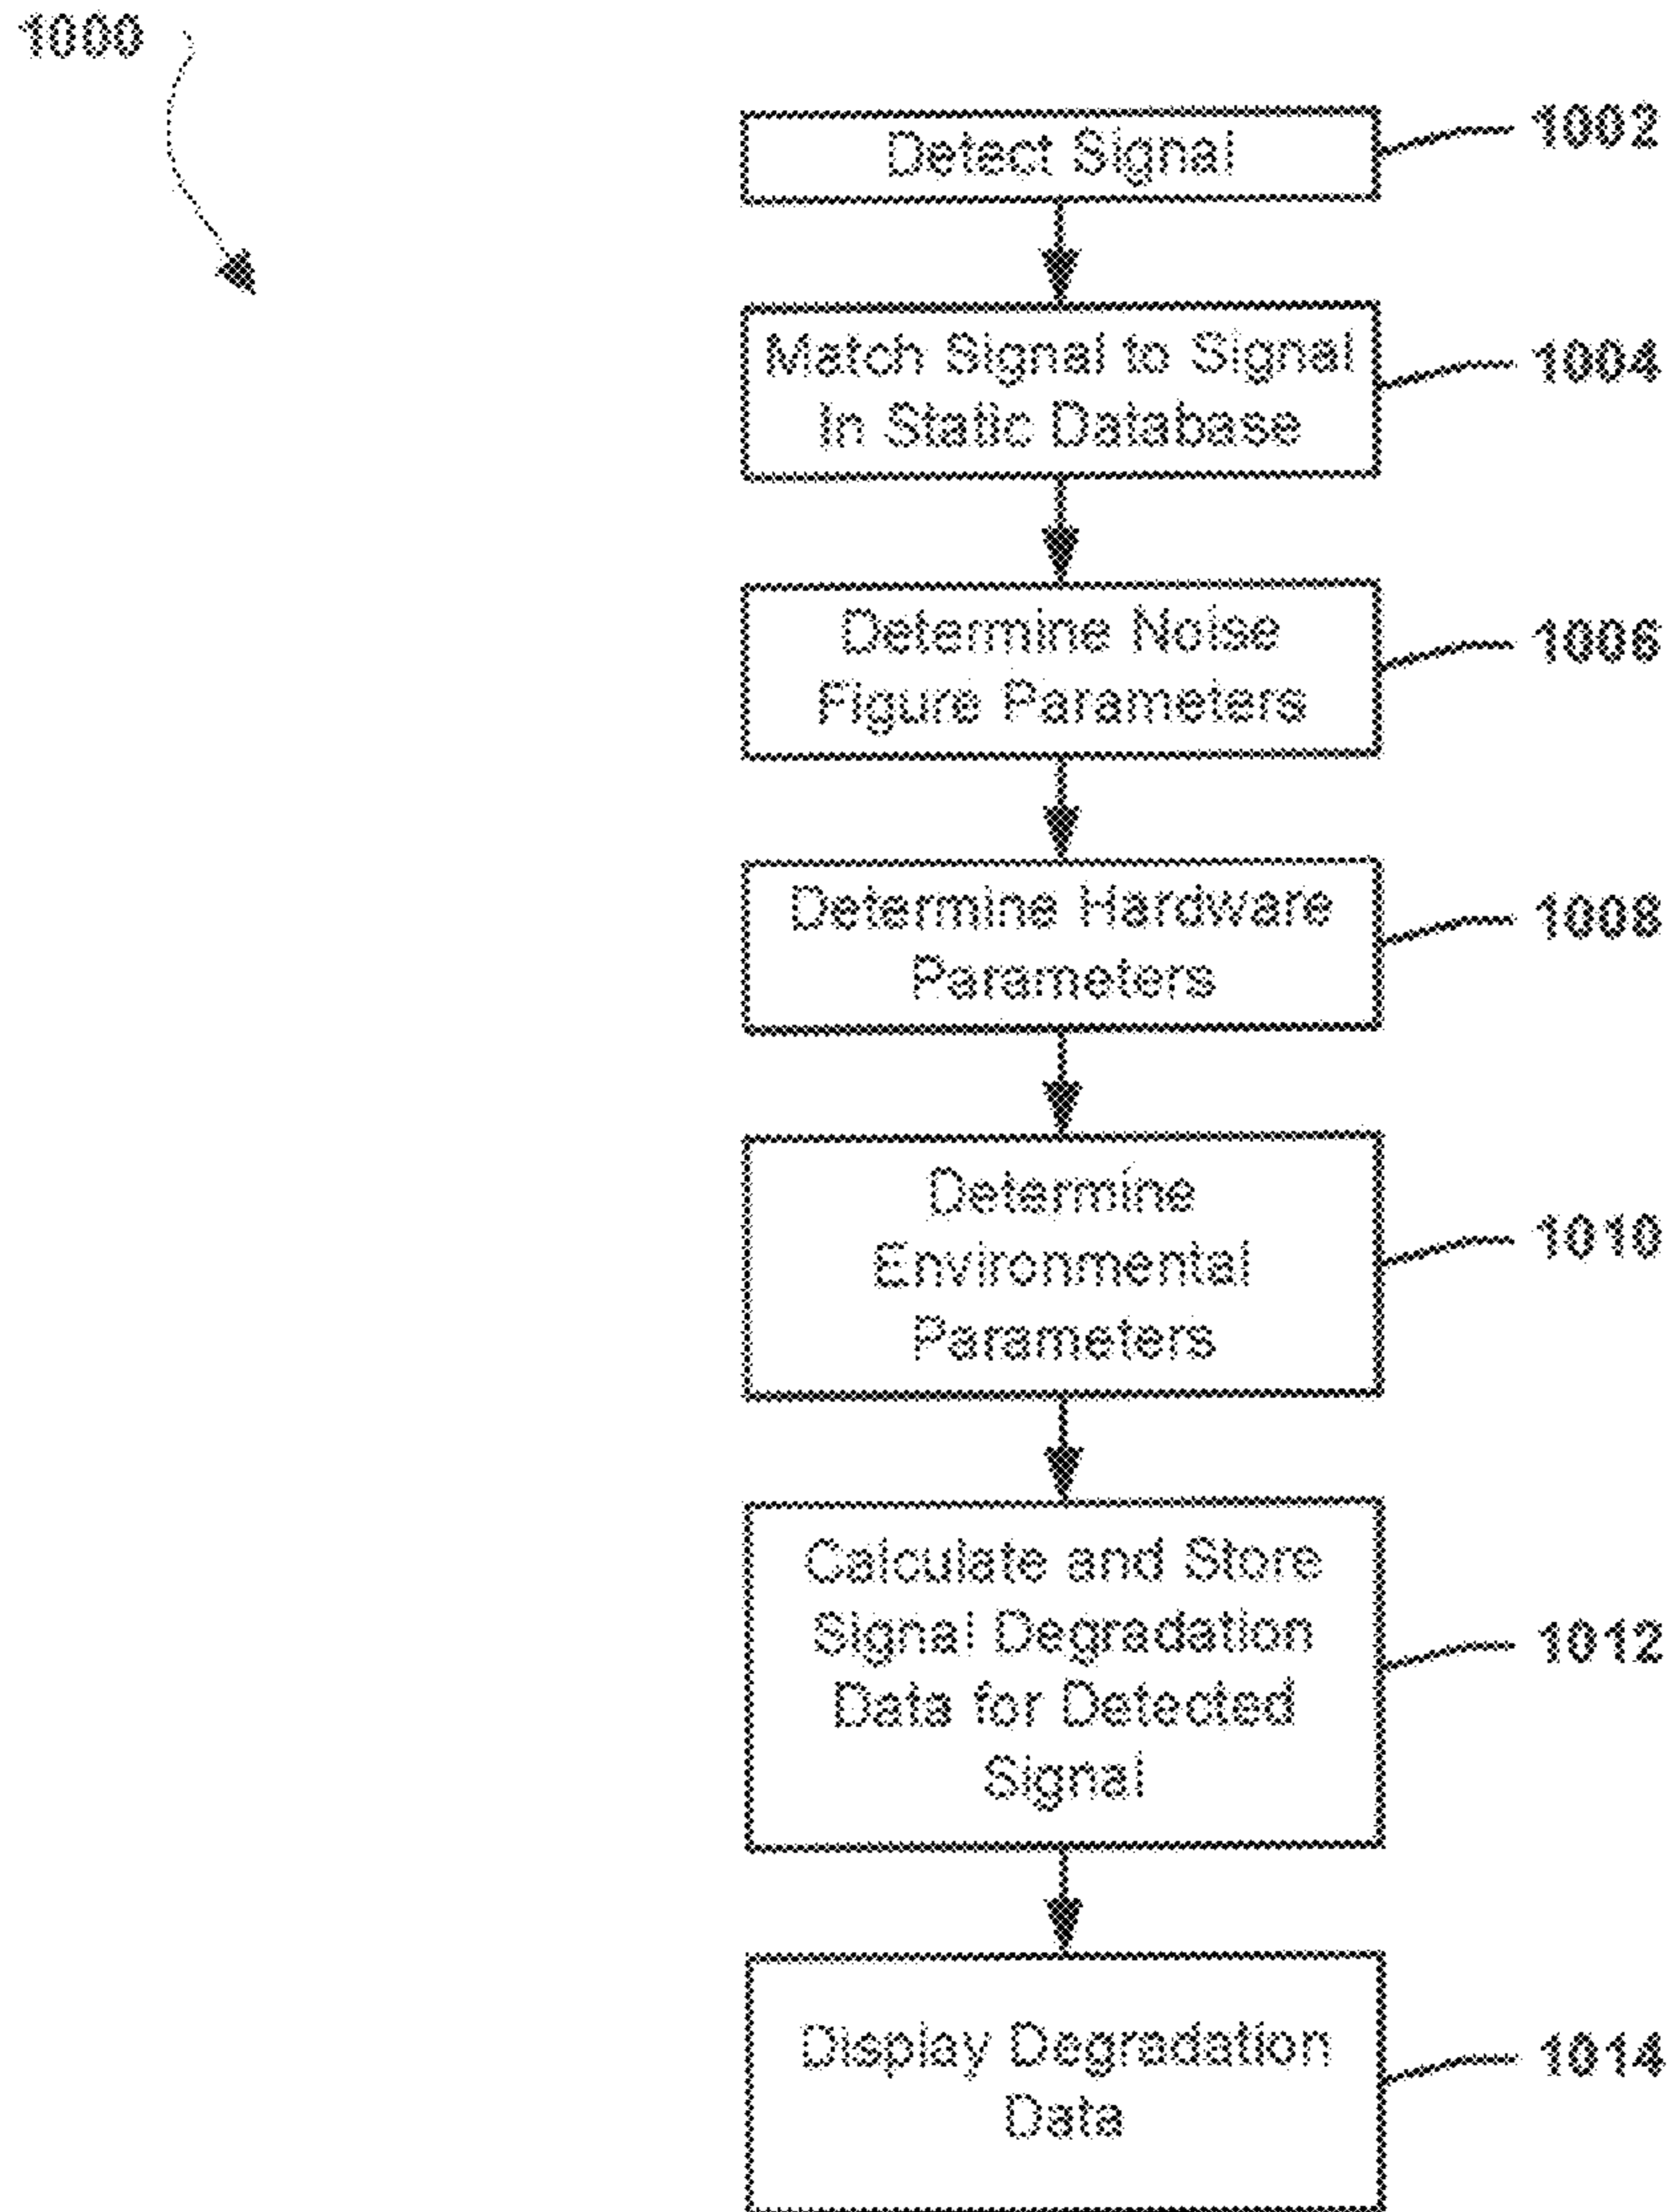 1000
Detect Signal
1002
Match Signal to Signal
In Static Database
1004
Determine Noise
Figure Parameters
1006
Determine Hardware
Parameters
1008
Determine
Environmental
Parameters
1010
Calculate and Store
Signal Degradation
Data for Detected
Signal
1012
Display Degradation
Data
1014